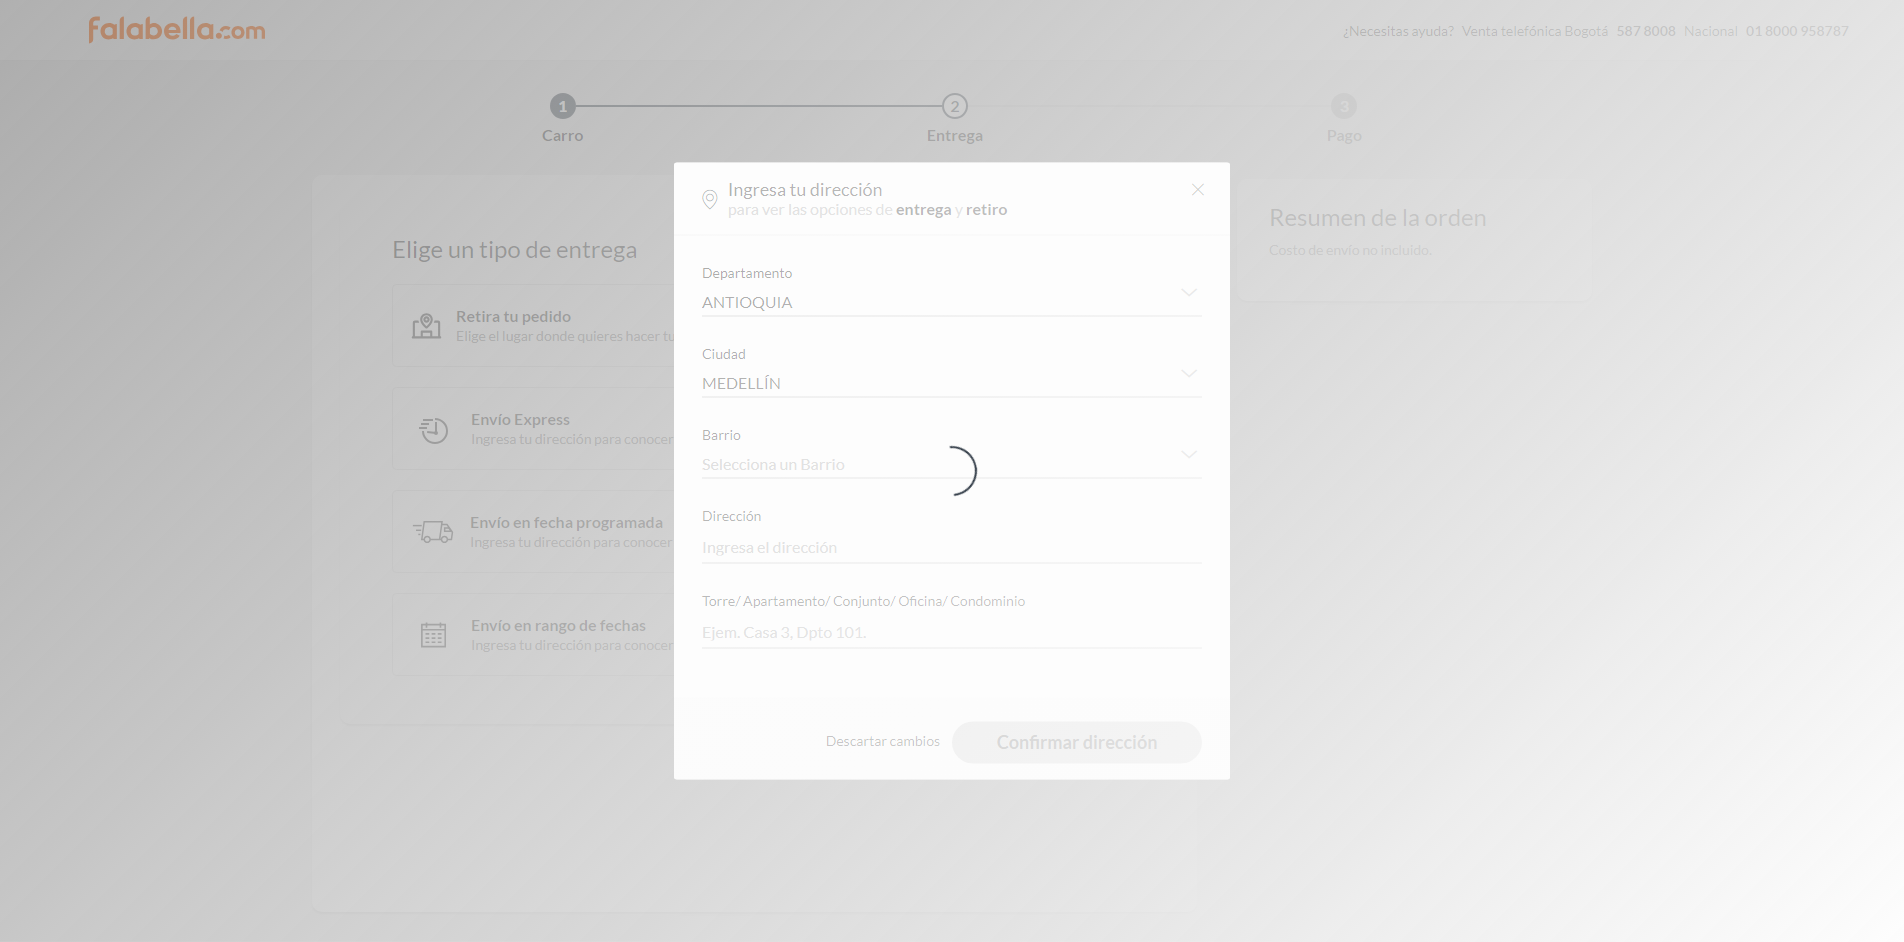 falabella.com
¿Necesitas ayuda? Venta telefónica Bogotá 587 8008 Nacional 01 8000 958787
1 2 3
Carro Entrega Pago
Elige un tipo de entrega
Retira tu pedido
Elige el lugar donde quieres hacer tu
Envío Express
Ingresa tu dirección para conocer
Envío en fecha programada
Ingresa tu dirección para conocer
Envío en rango de fechas
Ingresa tu dirección para conocer
Ingresa tu dirección
para ver las opciones de entrega y retiro
Departamento
ANTIOQUIA
Ciudad
MEDELLÍN
Barrio
Selecciona un Barrio
Dirección
Ingresa el dirección
Torre/ Apartamento/ Conjunto/ Oficina/ Condominio
Ejem. Casa 3, Dpto 101.
Descartar cambios Confirmar dirección
Resumen de la orden
Costo de envío no incluido.